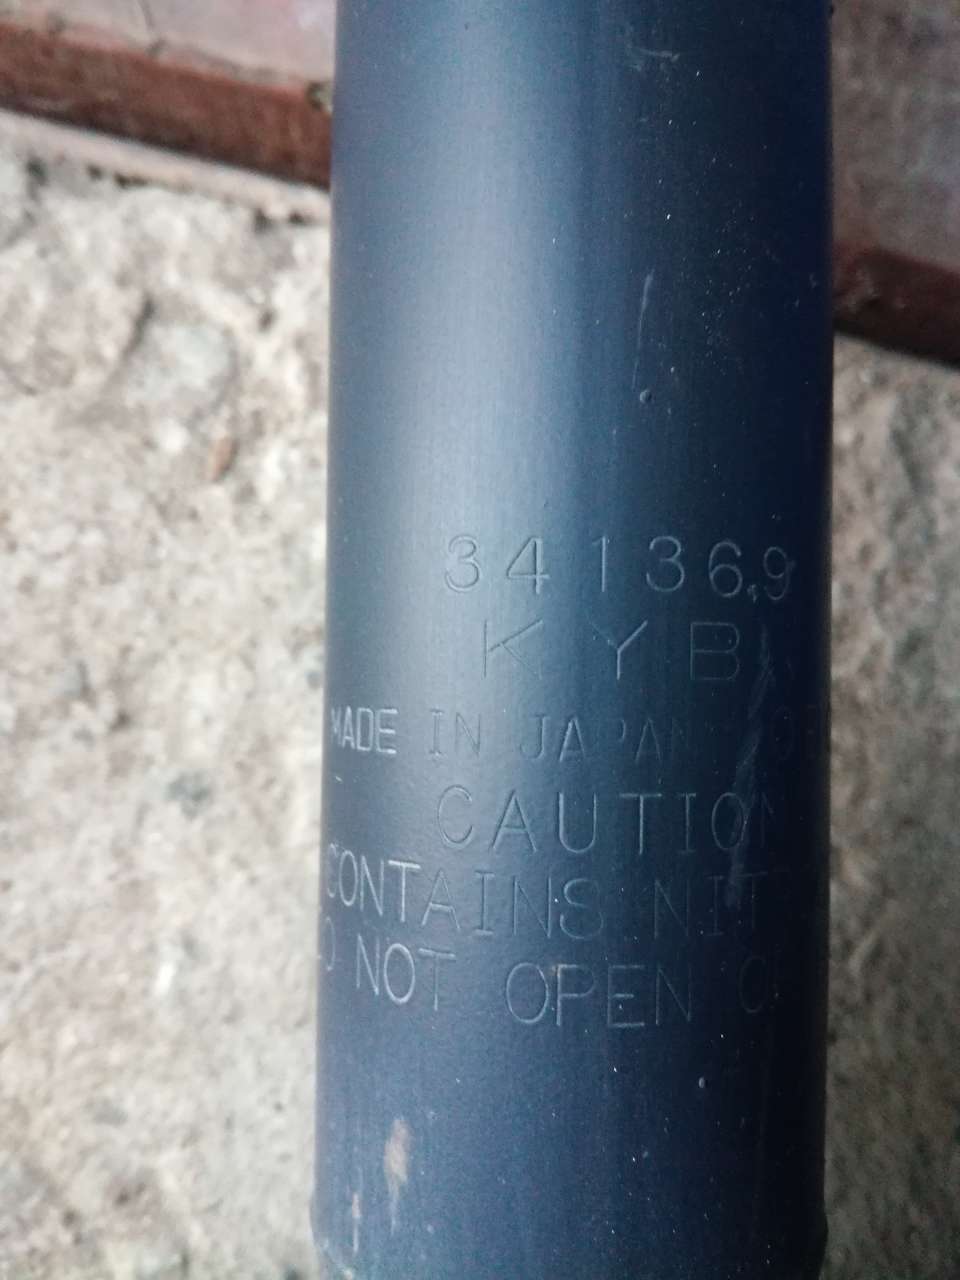 341369
KYB
MADE IN JAPAN
CAUTION
CONTAINS
NOT OPEN